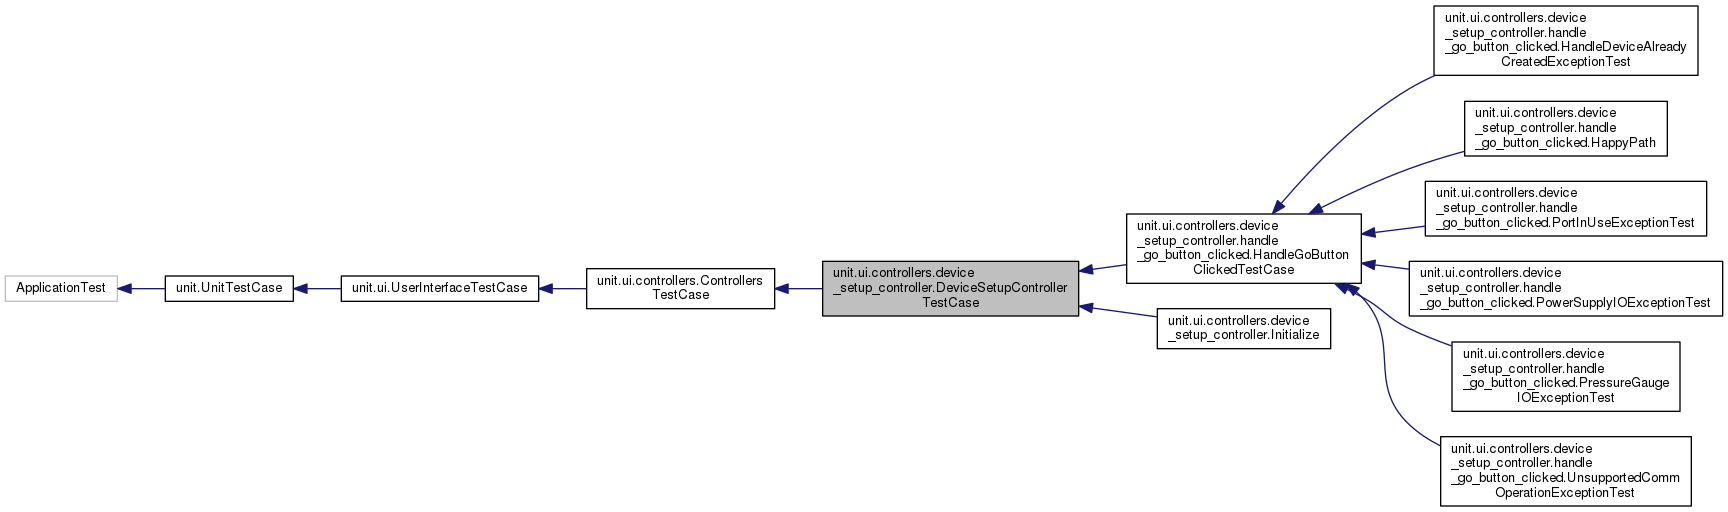 ApplicationTest
unit.UnitTestCase
unit.ui.UserInterfaceTestCase
unit.ui.controllers.Controllers
TestCase
unit.ui.controllers.device
_setup_controller.DeviceSetupController
TestCase
unit.ui.controllers.device
_setup_controller.handle
_go_button_clicked.HandleGoButton
ClickedTestCase
unit.ui.controllers.device
_setup_controller.Initialize
unit.ui.controllers.device
_setup_controller.handle
_go_button_clicked.HandleDeviceAlready
CreatedExceptionTest
unit.ui.controllers.device
_setup_controller.handle
_go_button_clicked.HappyPath
unit.ui.controllers.device
_setup_controller.handle
_go_button_clicked.PortInUseExceptionTest
unit.ui.controllers.device
_setup_controller.handle
_go_button_clicked.PowerSupplyIOExceptionTest
unit.ui.controllers.device
_setup_controller.handle
_go_button_clicked.PressureGauge
IOExceptionTest
unit.ui.controllers.device
_setup_controller.handle
_go_button_clicked.UnsupportedComm
OperationExceptionTest